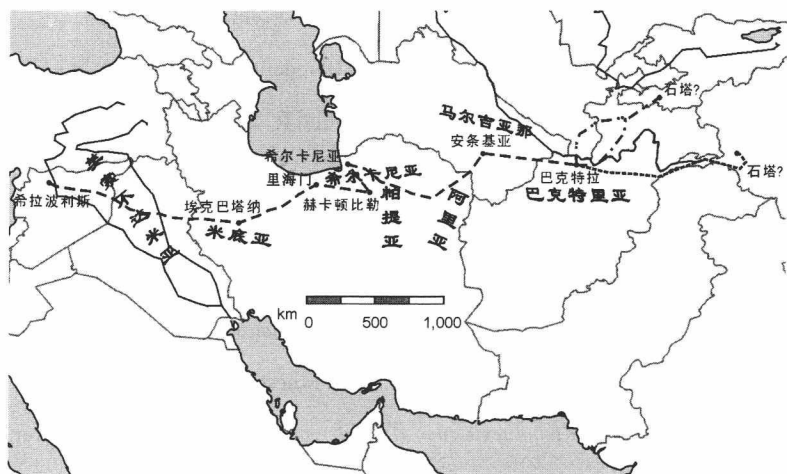 石塔?
马尔吉亚那
安条基亚
希尔卡尼亚
里海门
希尔卡尼亚
巴克特拉
石塔?
希拉波利斯
美索不达米亚
埃克巴塔纳
米底亚
赫卡顿比勒
帕提亚
阿里亚
巴克特里亚
km 0 500 1,000